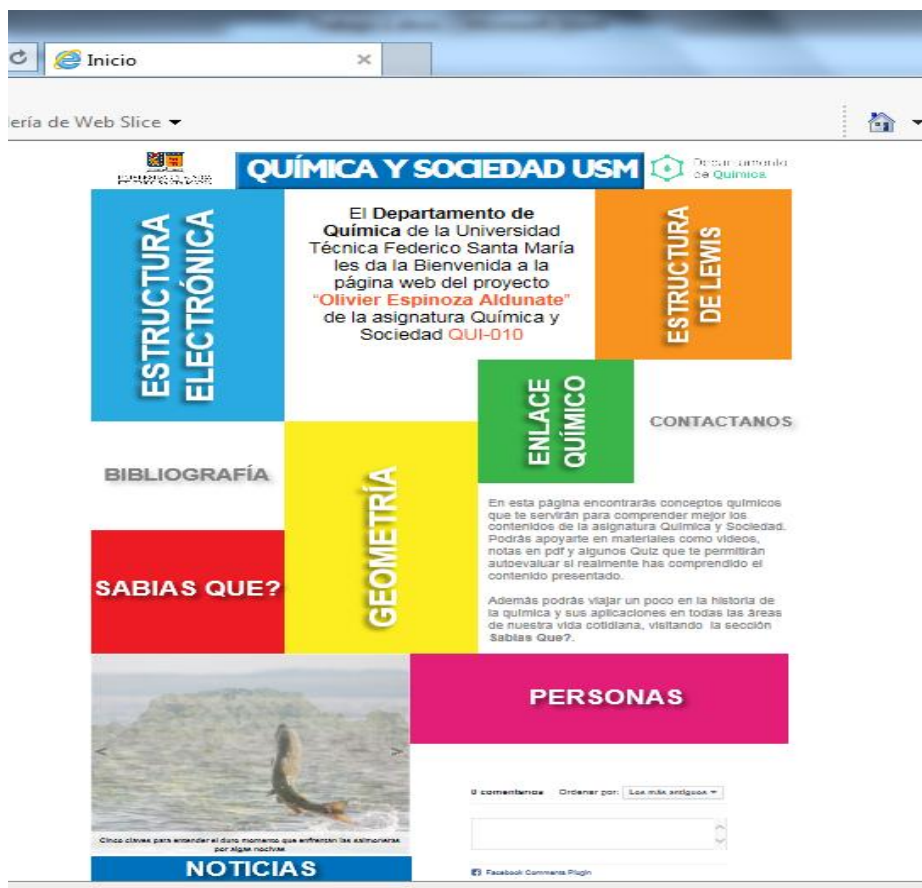 Inicio
ería de Web Slice
QUÍMICA Y SOCIEDAD USM
Departamento
de Química
ESTRUCTURA
ELECTRÓNICA
El Departamento de
Química de la Universidad
Técnica Federico Santa María
les da la Bienvenida a la
página web del proyecto
"Olivier Espinoza Aldunate"
de la asignatura Química y
Sociedad QUI-010
ESTRUCTURA
DE LEWIS
ENLACE
QUÍMICO
CONTACTANOS
BIBLIOGRAFÍA
GEOMETRÍA
En esta página encontrarás conceptos químicos
que te servirán para comprender mejor los
contenidos de la asignatura Química y Sociedad.
Podrás apoyarte en materiales como videos,
notas en pdf y algunos Quiz que te permitirán
autoevaluar si realmente has comprendido el
contenido presentado.
Además podrás viajar un poco en la historia de
la química y sus aplicaciones en todas las áreas
de nuestra vida cotidiana, visitando la sección
Sabias Que?.
SABIAS QUE?
PERSONAS
Cinco claves para entender el duro momento que enfrentan las salmoneras
por algas nocivas
NOTICIAS
0 comentarios Ordenar por: Los más antiguos
Facebook Comments Plugin